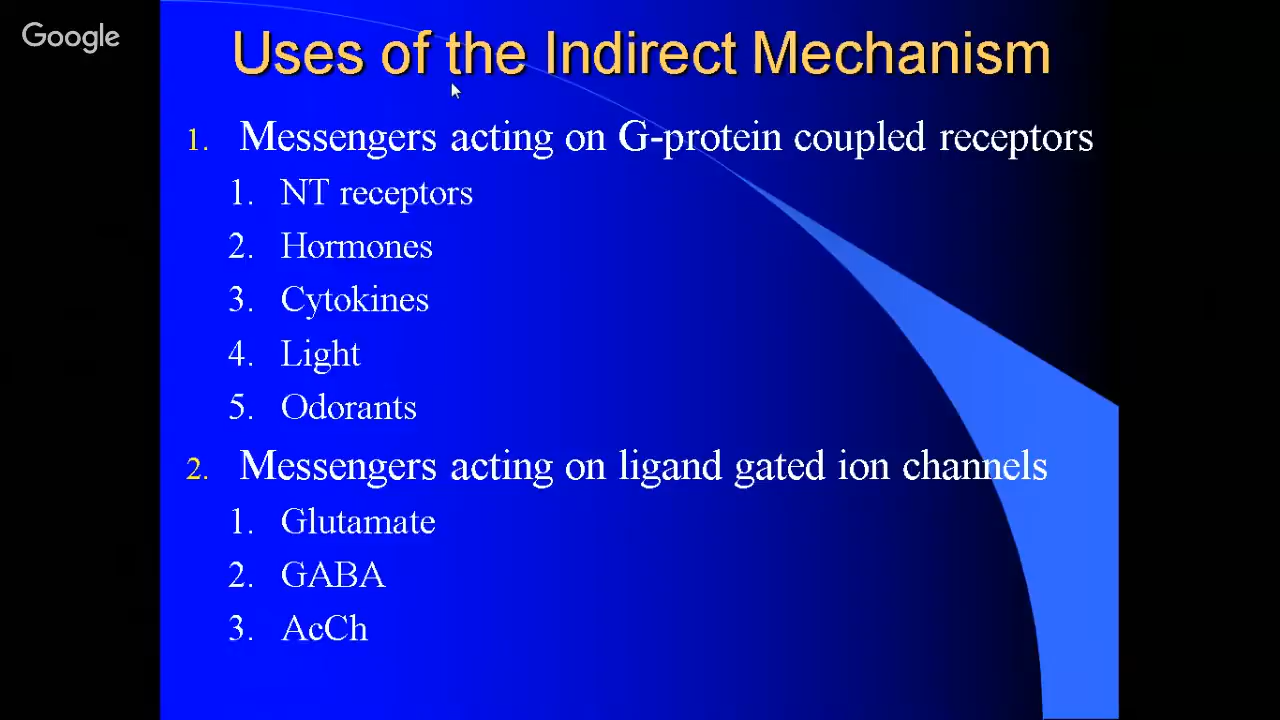 Google
Uses of the Indirect Mechanism
1. Messengers acting on G-protein coupled receptors
1. NT receptors
2. Hormones
3. Cytokines
4. Light
5. Odorants
2. Messengers acting on ligand gated ion channels
1. Glutamate
2. GABA
3. AcCh